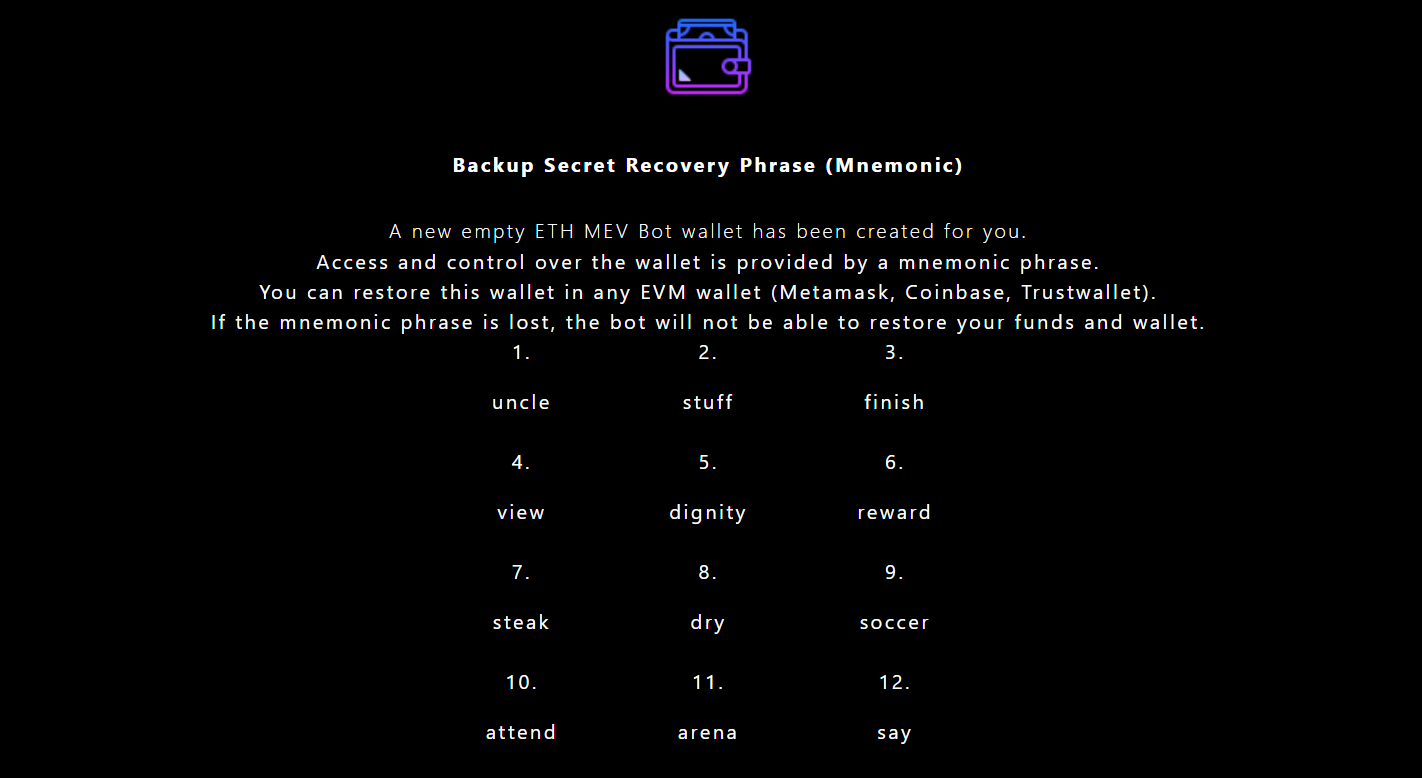 Backup Secret Recovery Phrase (Mnemonic)
A new empty ETH MEV Bot wallet has been created for you.
Access and control over the wallet is provided by a mnemonic phrase.
You can restore this wallet in any EVM wallet (Metamask, Coinbase, Trustwallet).
If the mnemonic phrase is lost, the bot will not be able to restore your funds and wallet.
1. 2. 3.
uncle stuff finish
4. 5. 6.
view dignity reward
7. 8. 9.
steak dry soccer
10. 11. 12.
attend arena say